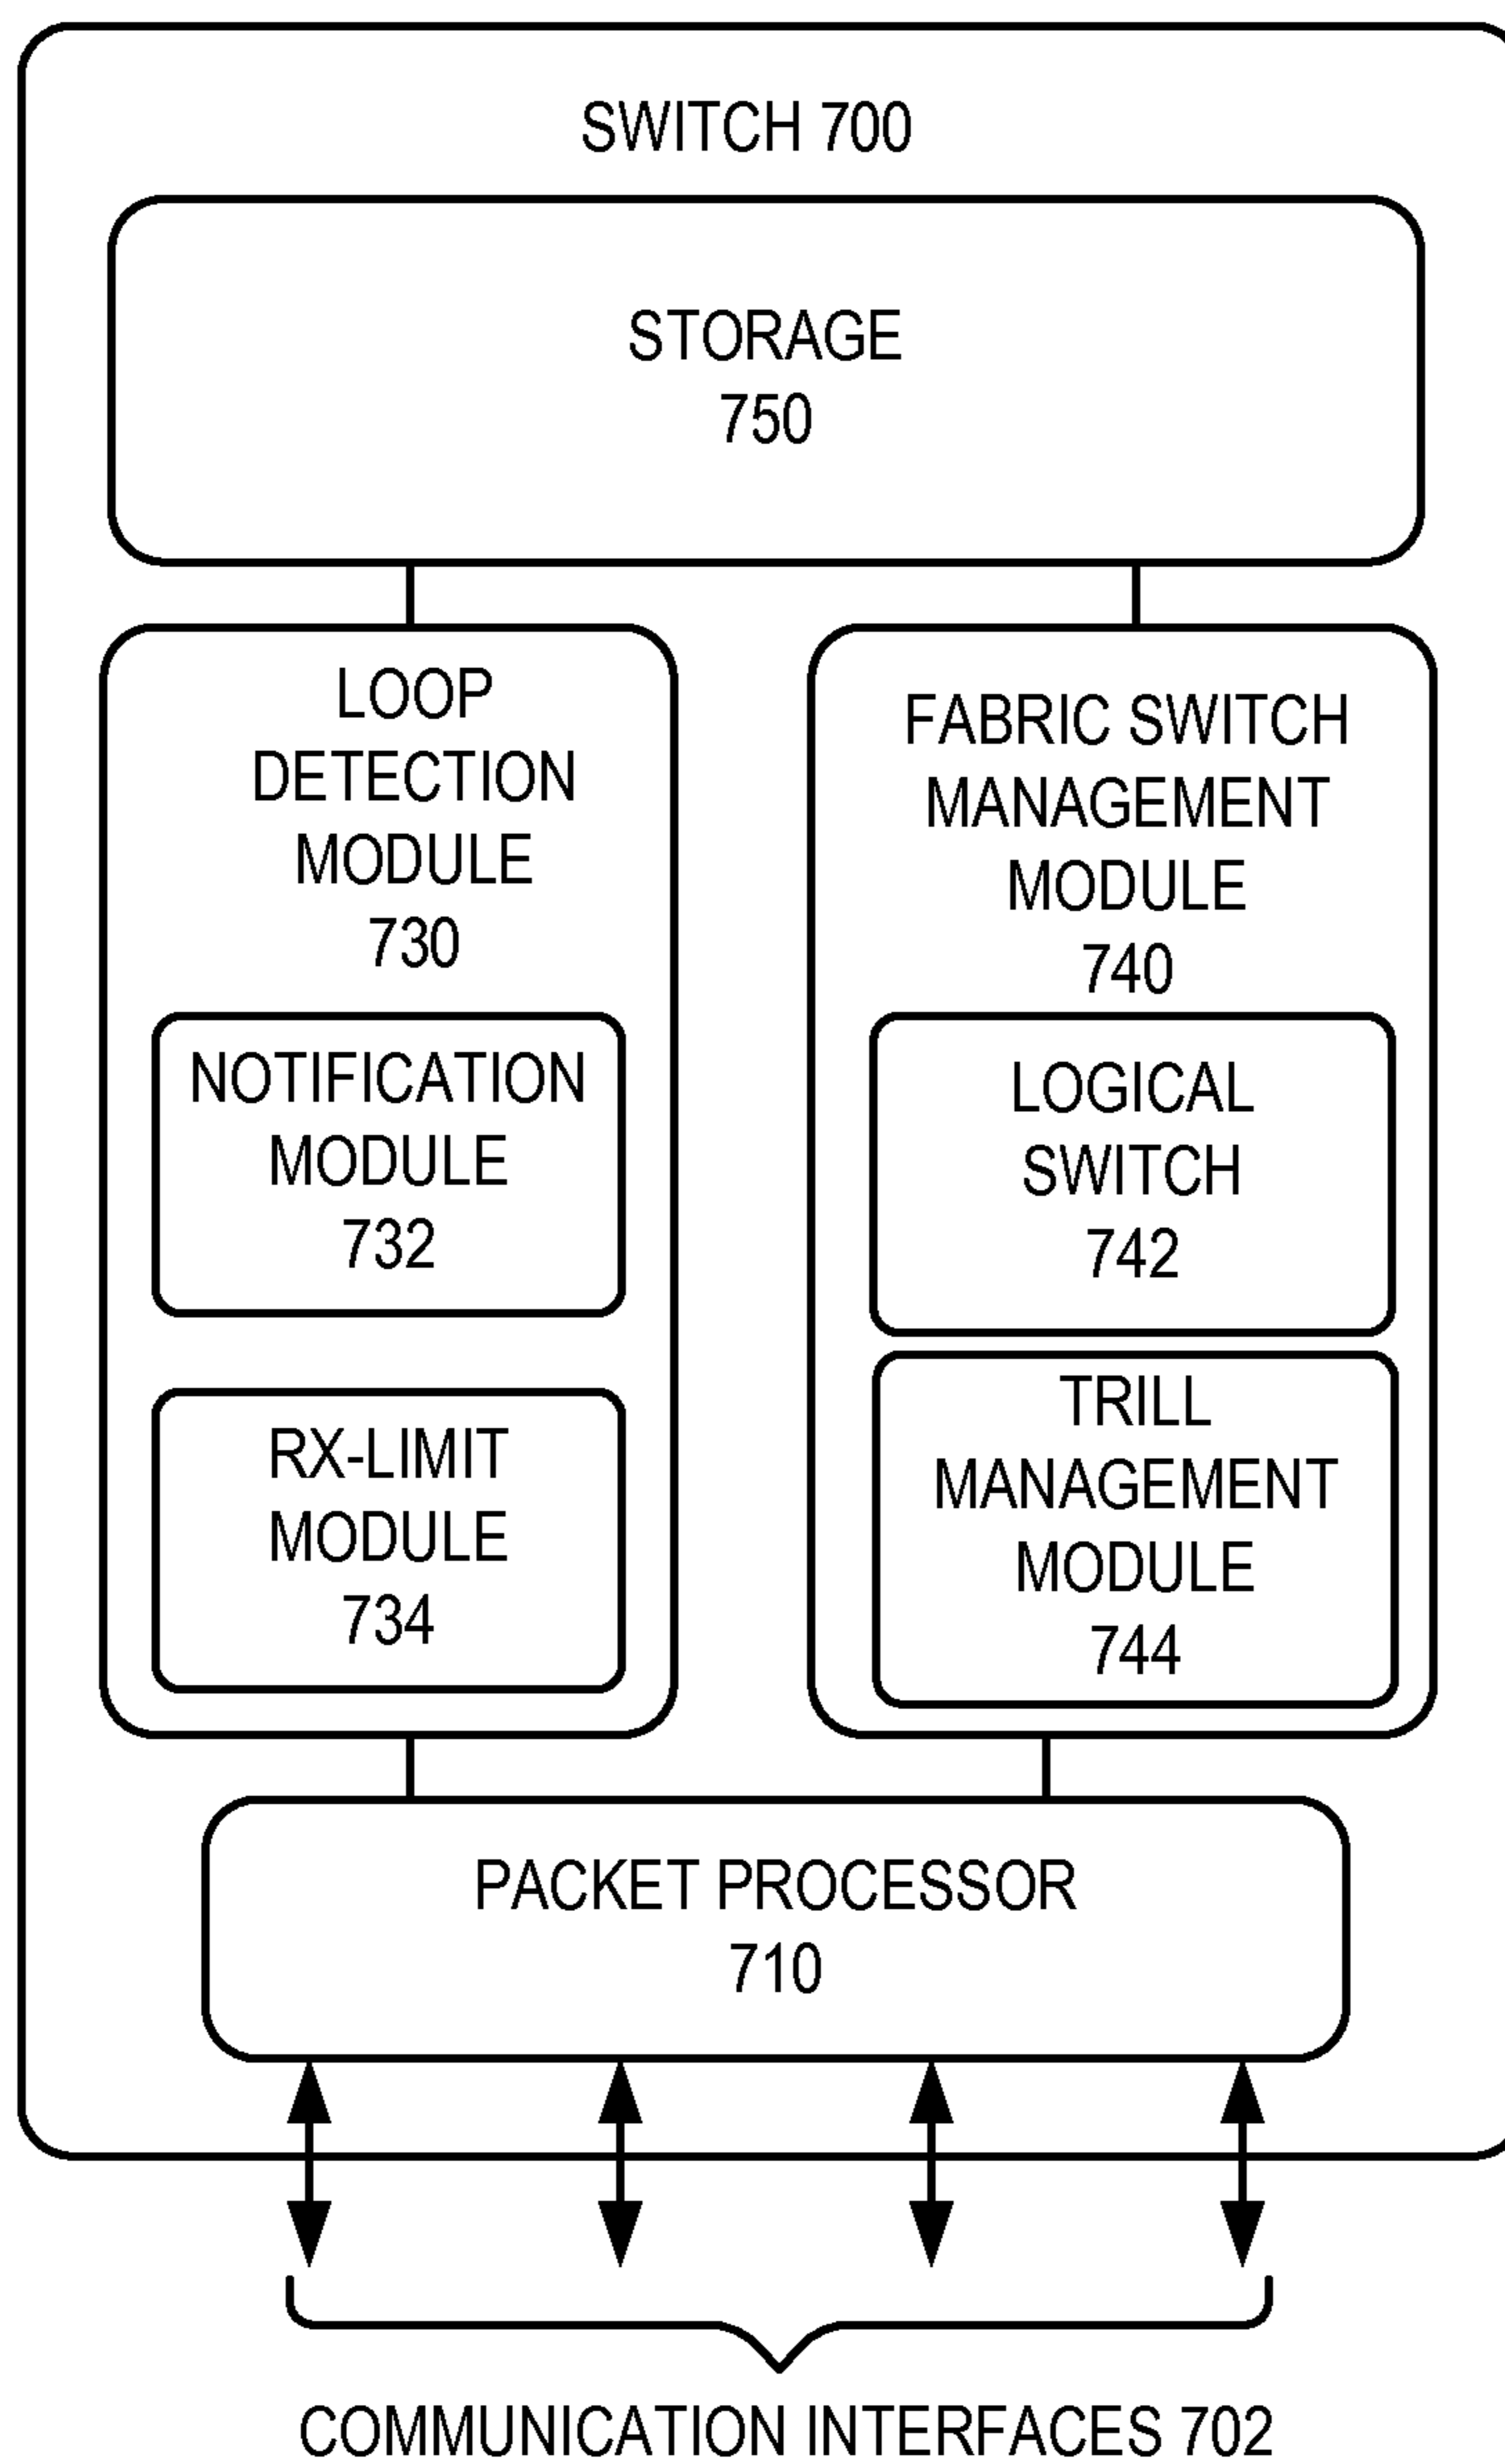 SWITCH 700
STORAGE
750
LOOP
DETECTION
MODULE
730
NOTIFICATION
MODULE
732
RX-LIMIT
MODULE
734
FABRIC SWITCH
MANAGEMENT
MODULE
740
LOGICAL
SWITCH
742
TRILL
MANAGEMENT
MODULE
744
PACKET PROCESSOR
710
COMMUNICATION INTERFACES 702